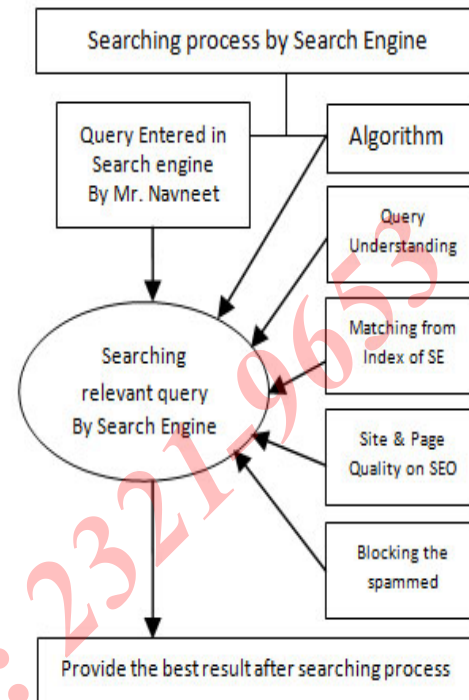 Searching process by Search Engine
Query Entered in
Search engine
By Mr. Navneet
Algorithm
Query
Understanding
Matching from
Index of SE
Searching
relevant query
By Search Engine
Site & Page
Quality on SEO
Blocking the
spammed
Provide the best result after searching process
: 2321-9653